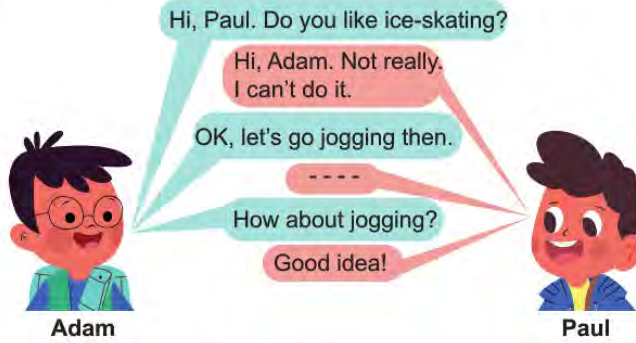 Hi, Paul. Do you like ice-skating?
Hi, Adam. Not really.
I can't do it.
OK, let's go jogging then.
- - - -
How about jogging?
Good idea!
Adam
Paul